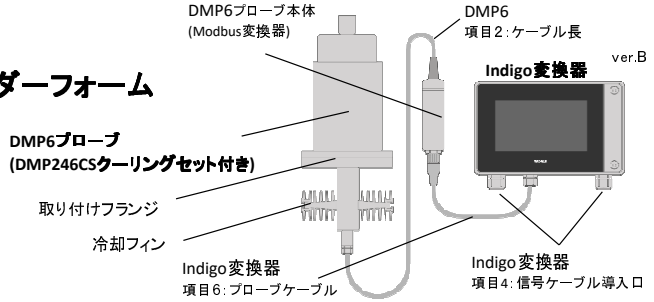 DMP6プローブ本体
(Modbus変換器)
DMP6
項目2:ケーブル長
ver.B
Indigo変換器
ダーフォーム
DMP6プローブ
(DMP246CSクーリングセット付き)
取り付けフランジ
冷却フィン
Indigo変換器
項目6:プローブケーブル
Indigo変換器
項目4:信号ケーブル導入口